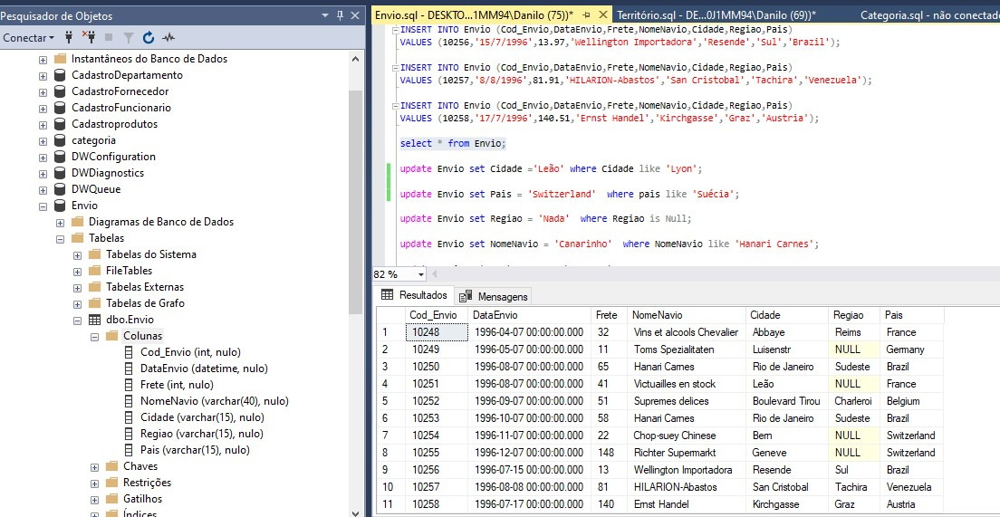 Pesquisador de Objetos
Conectar
Instantâneos do Banco de Dados
CadastroDepartamento
CadastroFornecedor
CadastroFuncionario
Cadastroprodutos
categoria
DWConfiguration
DWDiagnostics
DWQueue
Envio
Diagramas de Banco de Dados
Tabelas
Tabelas do Sistema
FileTables
Tabelas Externas
Tabelas de Grafo
dbo.Envio
Colunas
Cod_Envio (int, nulo)
DataEnvio (datetime, nulo)
Frete (int, nulo)
NomeNavio (varchar(40), nulo)
Cidade (varchar(15), nulo)
Regiao (varchar(15), nulo)
Pais (varchar(15), nulo)
Chaves
Restrições
Gatilhos
Índices
Envio.sql - DESKTO...1MM94\Danilo (75))* Território.sql - DE...0J1MM94\Danilo (69))* Categoria.sql - não conectado
INSERT INTO Envio (Cod_Envio,DataEnvio,Frete,NomeNavio,Cidade,Regiao,Pais)
VALUES (10256,'15/7/1996',13.97,'Wellington Importadora','Resende','Sul','Brazil');
INSERT INTO Envio (Cod_Envio,DataEnvio,Frete,NomeNavio,Cidade,Regiao,Pais)
VALUES (10257,'8/8/1996',81.91,'HILARION-Abastos','San Cristobal','Tachira','Venezuela');
INSERT INTO Envio (Cod_Envio,DataEnvio,Frete,NomeNavio,Cidade,Regiao,Pais)
VALUES (10258,'17/7/1996',140.51,'Ernst Handel','Kirchgasse','Graz','Austria');
select * from Envio;
update Envio set Cidade ='Leão' where Cidade like 'Lyon';
update Envio set Pais = 'Switzerland'  where pais like 'Suécia';
update Envio set Regiao = 'Nada'  where Regiao is Null;
update Envio set NomeNavio = 'Canarinho'  where NomeNavio like 'Hanari Carnes';
82 %
Resultados Mensagens
Cod_Envio DataEnvio Frete NomeNavio Cidade Regiao Pais
1 10248 1996-04-07 00:00:00.000 32 Vins et alcools Chevalier Abbaye Reims France
2 10249 1996-05-07 00:00:00.000 11 Toms Spezialitaten Luisenstr NULL Germany
3 10250 1996-08-07 00:00:00.000 65 Hanari Carnes Rio de Janeiro Sudeste Brazil
4 10251 1996-08-07 00:00:00.000 41 Victuailles en stock Leão NULL France
5 10252 1996-09-07 00:00:00.000 51 Supremes delices Boulevard Tirou Charleroi Belgium
6 10253 1996-10-07 00:00:00.000 58 Hanari Carnes Rio de Janeiro Sudeste Brazil
7 10254 1996-11-07 00:00:00.000 22 Chop-suey Chinese Bern NULL Switzerland
8 10255 1996-12-07 00:00:00.000 148 Richter Supermarkt Geneve NULL Switzerland
9 10256 1996-07-15 00:00:00.000 13 Wellington Importadora Resende Sul Brazil
10 10257 1996-08-08 00:00:00.000 81 HILARION-Abastos San Cristobal Tachira Venezuela
11 10258 1996-07-17 00:00:00.000 140 Ernst Handel Kirchgasse Graz Austria